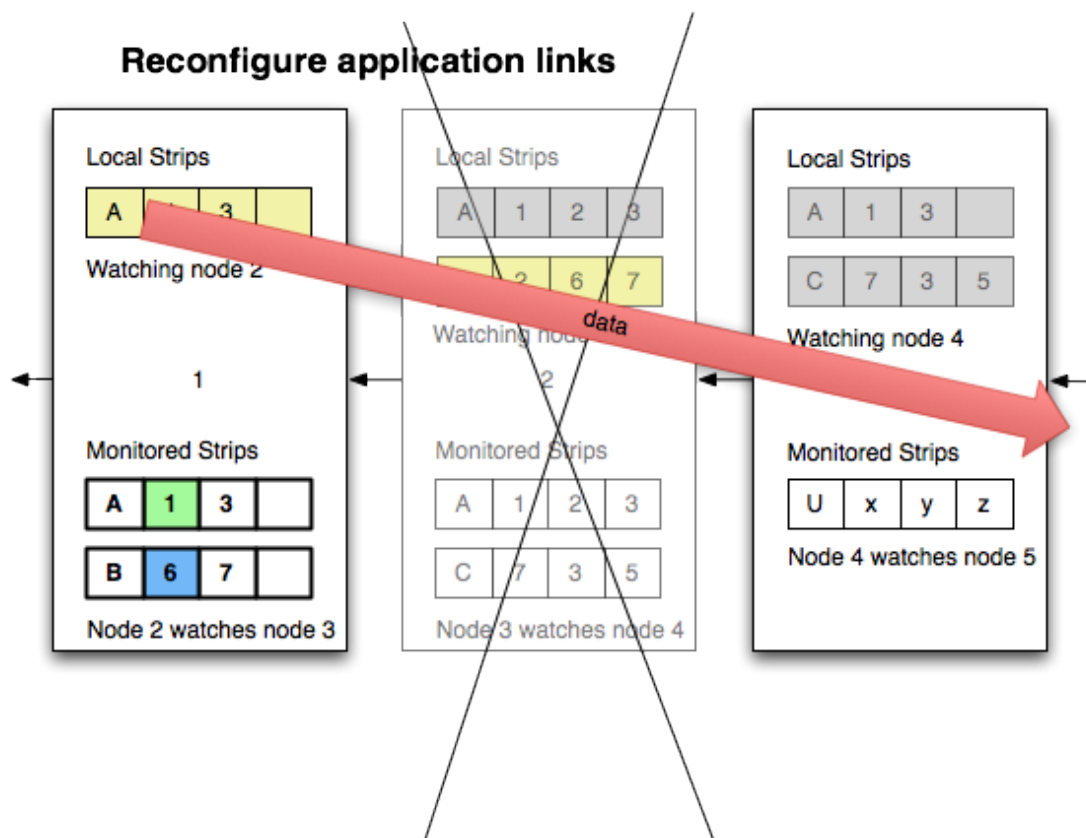 Reconfigure application links
Local Strips
A 3
Watching node 2
1
Monitored Strips
A 1 3
B 6 7
Node 2 watches node 3
Local Strips
A 1 2 3
2 6 7
Watching node
2
Monitored Strips
A 1 2 3
C 7 3 5
Node 3 watches node 4
Local Strips
A 1 3
C 7 3 5
Watching node 4
Monitored Strips
U x y z
Node 4 watches node 5
data